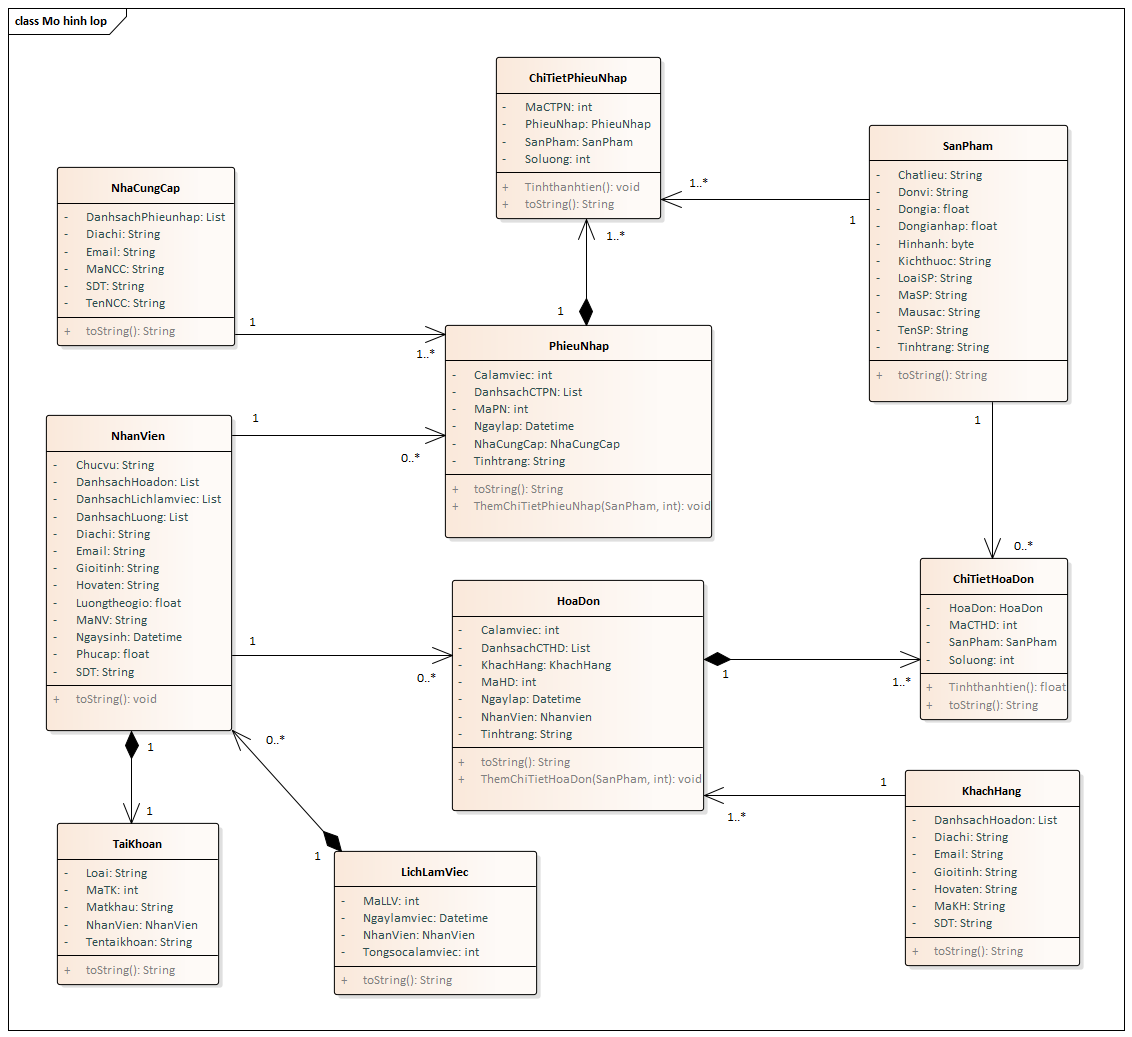 class Mo hinh lop
ChiTietPhieuNhap
- MaCTPN: int
- PhieuNhap: PhieuNhap
- SanPham: SanPham
- Soluong: int
+ Tinhthanhtien(): void
+ toString(): String
SanPham
- Chatlieu: String
- Donvi: String
- Dongia: float
- Dongianhap: float
- Hinhanh: byte
- Kichthuoc: String
- LoaiSP: String
- MaSP: String
- Mausac: String
- TenSP: String
- Tinhtrang: String
+ toString(): String
NhaCungCap
- DanhsachPhieunhap: List
- Diachi: String
- Email: String
- MaNCC: String
- SDT: String
- TenNCC: String
+ toString(): String
1..*
1
1..*
1
1
1..*
PhieuNhap
- Calamviec: int
- DanhsachCTPN: List
- MaPN: int
- Ngaylap: Datetime
- NhaCungCap: NhaCungCap
- Tinhtrang: String
+ toString(): String
+ ThemChiTietPhieuNhap(SanPham, int): void
1
0..*
1
0..*
NhanVien
- Chucvu: String
- DanhsachHoadon: List
- DanhsachLichlamviec: List
- DanhsachLuong: List
- Diachi: String
- Email: String
- Gioitinh: String
- Hovaten: String
- Luongtheogio: float
- MaNV: String
- Ngaysinh: Datetime
- Phucap: float
- SDT: String
+ toString(): void
1
0..*
HoaDon
- Calamviec: int
- DanhsachCTHD: List
- KhachHang: KhachHang
- MaHD: int
- Ngaylap: Datetime
- NhanVien: Nhanvien
- Tinhtrang: String
+ toString(): String
+ ThemChiTietHoaDon(SanPham, int): void
1
1..*
ChiTietHoaDon
- HoaDon: HoaDon
- MaCTHD: int
- SanPham: SanPham
- Soluong: int
+ Tinhthanhtien(): float
+ toString(): String
1
1..*
KhachHang
- DanhsachHoadon: List
- Diachi: String
- Email: String
- Gioitinh: String
- Hovaten: String
- MaKH: String
- SDT: String
+ toString(): String
1
1
0..*
1
TaiKhoan
- Loai: String
- MaTK: int
- Matkhau: String
- NhanVien: NhanVien
- Tentaikhoan: String
+ toString(): String
LichLamViec
- MaLLV: int
- Ngaylamviec: Datetime
- NhanVien: NhanVien
- Tongsocalamviec: int
+ toString(): String